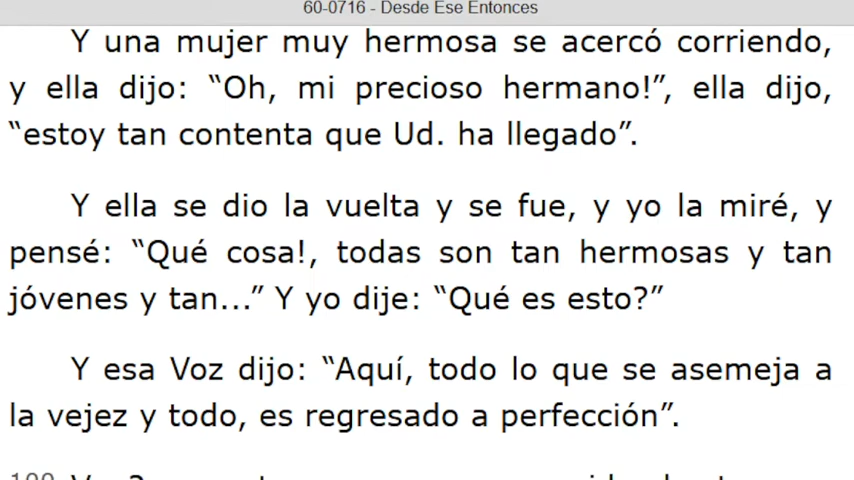 60-0716 - Desde Ese Entonces
Y una mujer muy hermosa se acercó corriendo,
y ella dijo: “Oh, mi precioso hermano!”, ella dijo,
“estoy tan contenta que Ud. ha llegado”.
Y ella se dio la vuelta y se fue, y yo la miré, y
pensé: “Qué cosa!, todas son tan hermosas y tan
jóvenes y tan...” Y yo dije: “Qué es esto?”
Y esa Voz dijo: “Aquí, todo lo que se asemeja a
la vejez y todo, es regresado a perfección”.